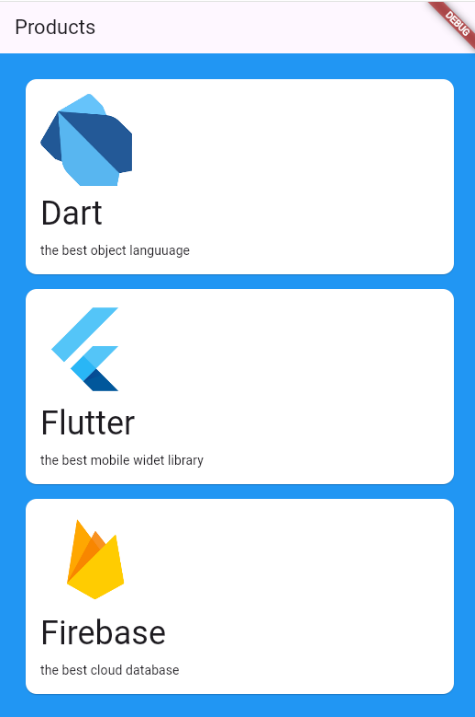 Products
DEBUG
Dart
the best object languuage
Flutter
the best mobile widet library
Firebase
the best cloud database